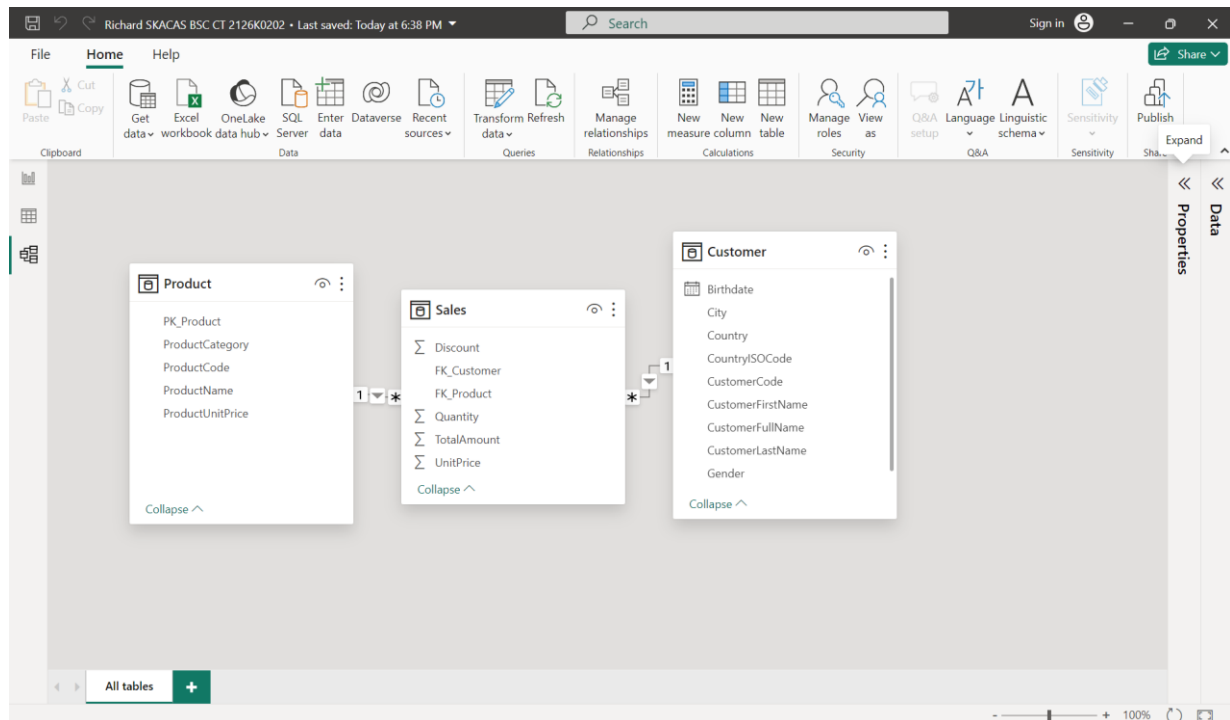 Richard SKACAS BSC CT 2126K0202 • Last saved: Today at 6:38 PM
Search
Sign in
File
Home
Help
Share
Paste
Cut
Copy
Get data
Excel workbook
OneLake data hub
SQL Server
Enter data
Dataverse
Recent sources
Transform data
Refresh
Manage relationships
New measure
New column
New table
Manage roles
View as
Q&A setup
Language
Linguistic schema
Sensitivity
Publish
Expand
Clipboard
Data
Queries
Relationships
Calculations
Security
Q&A
Sensitivity
Properties
Data
Product
PK_Product
ProductCategory
ProductCode
ProductName
ProductUnitPrice
Collapse
1
*
Sales
Σ Discount
FK_Customer
FK_Product
Σ Quantity
Σ TotalAmount
Σ UnitPrice
Collapse
*
1
Customer
Birthdate
City
Country
CountryISOCode
CustomerCode
CustomerFirstName
CustomerFullName
CustomerLastName
Gender
Collapse
All tables
+
- + 100%